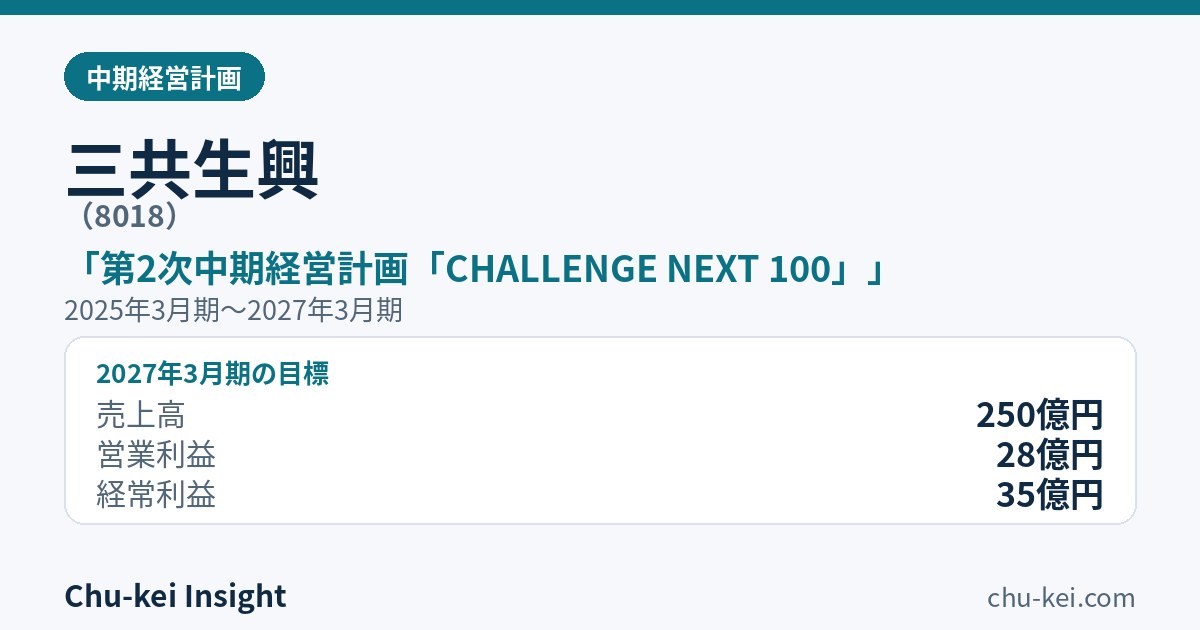 中期経営計画
三共生興
（8018）
「第2次中期経営計画「CHALLENGE NEXT 100」」
2025年3月期〜2027年3月期
2027年3月期の目標
売上高 250億円
営業利益 28億円
経常利益 35億円
Chu-kei Insight chu-kei.com